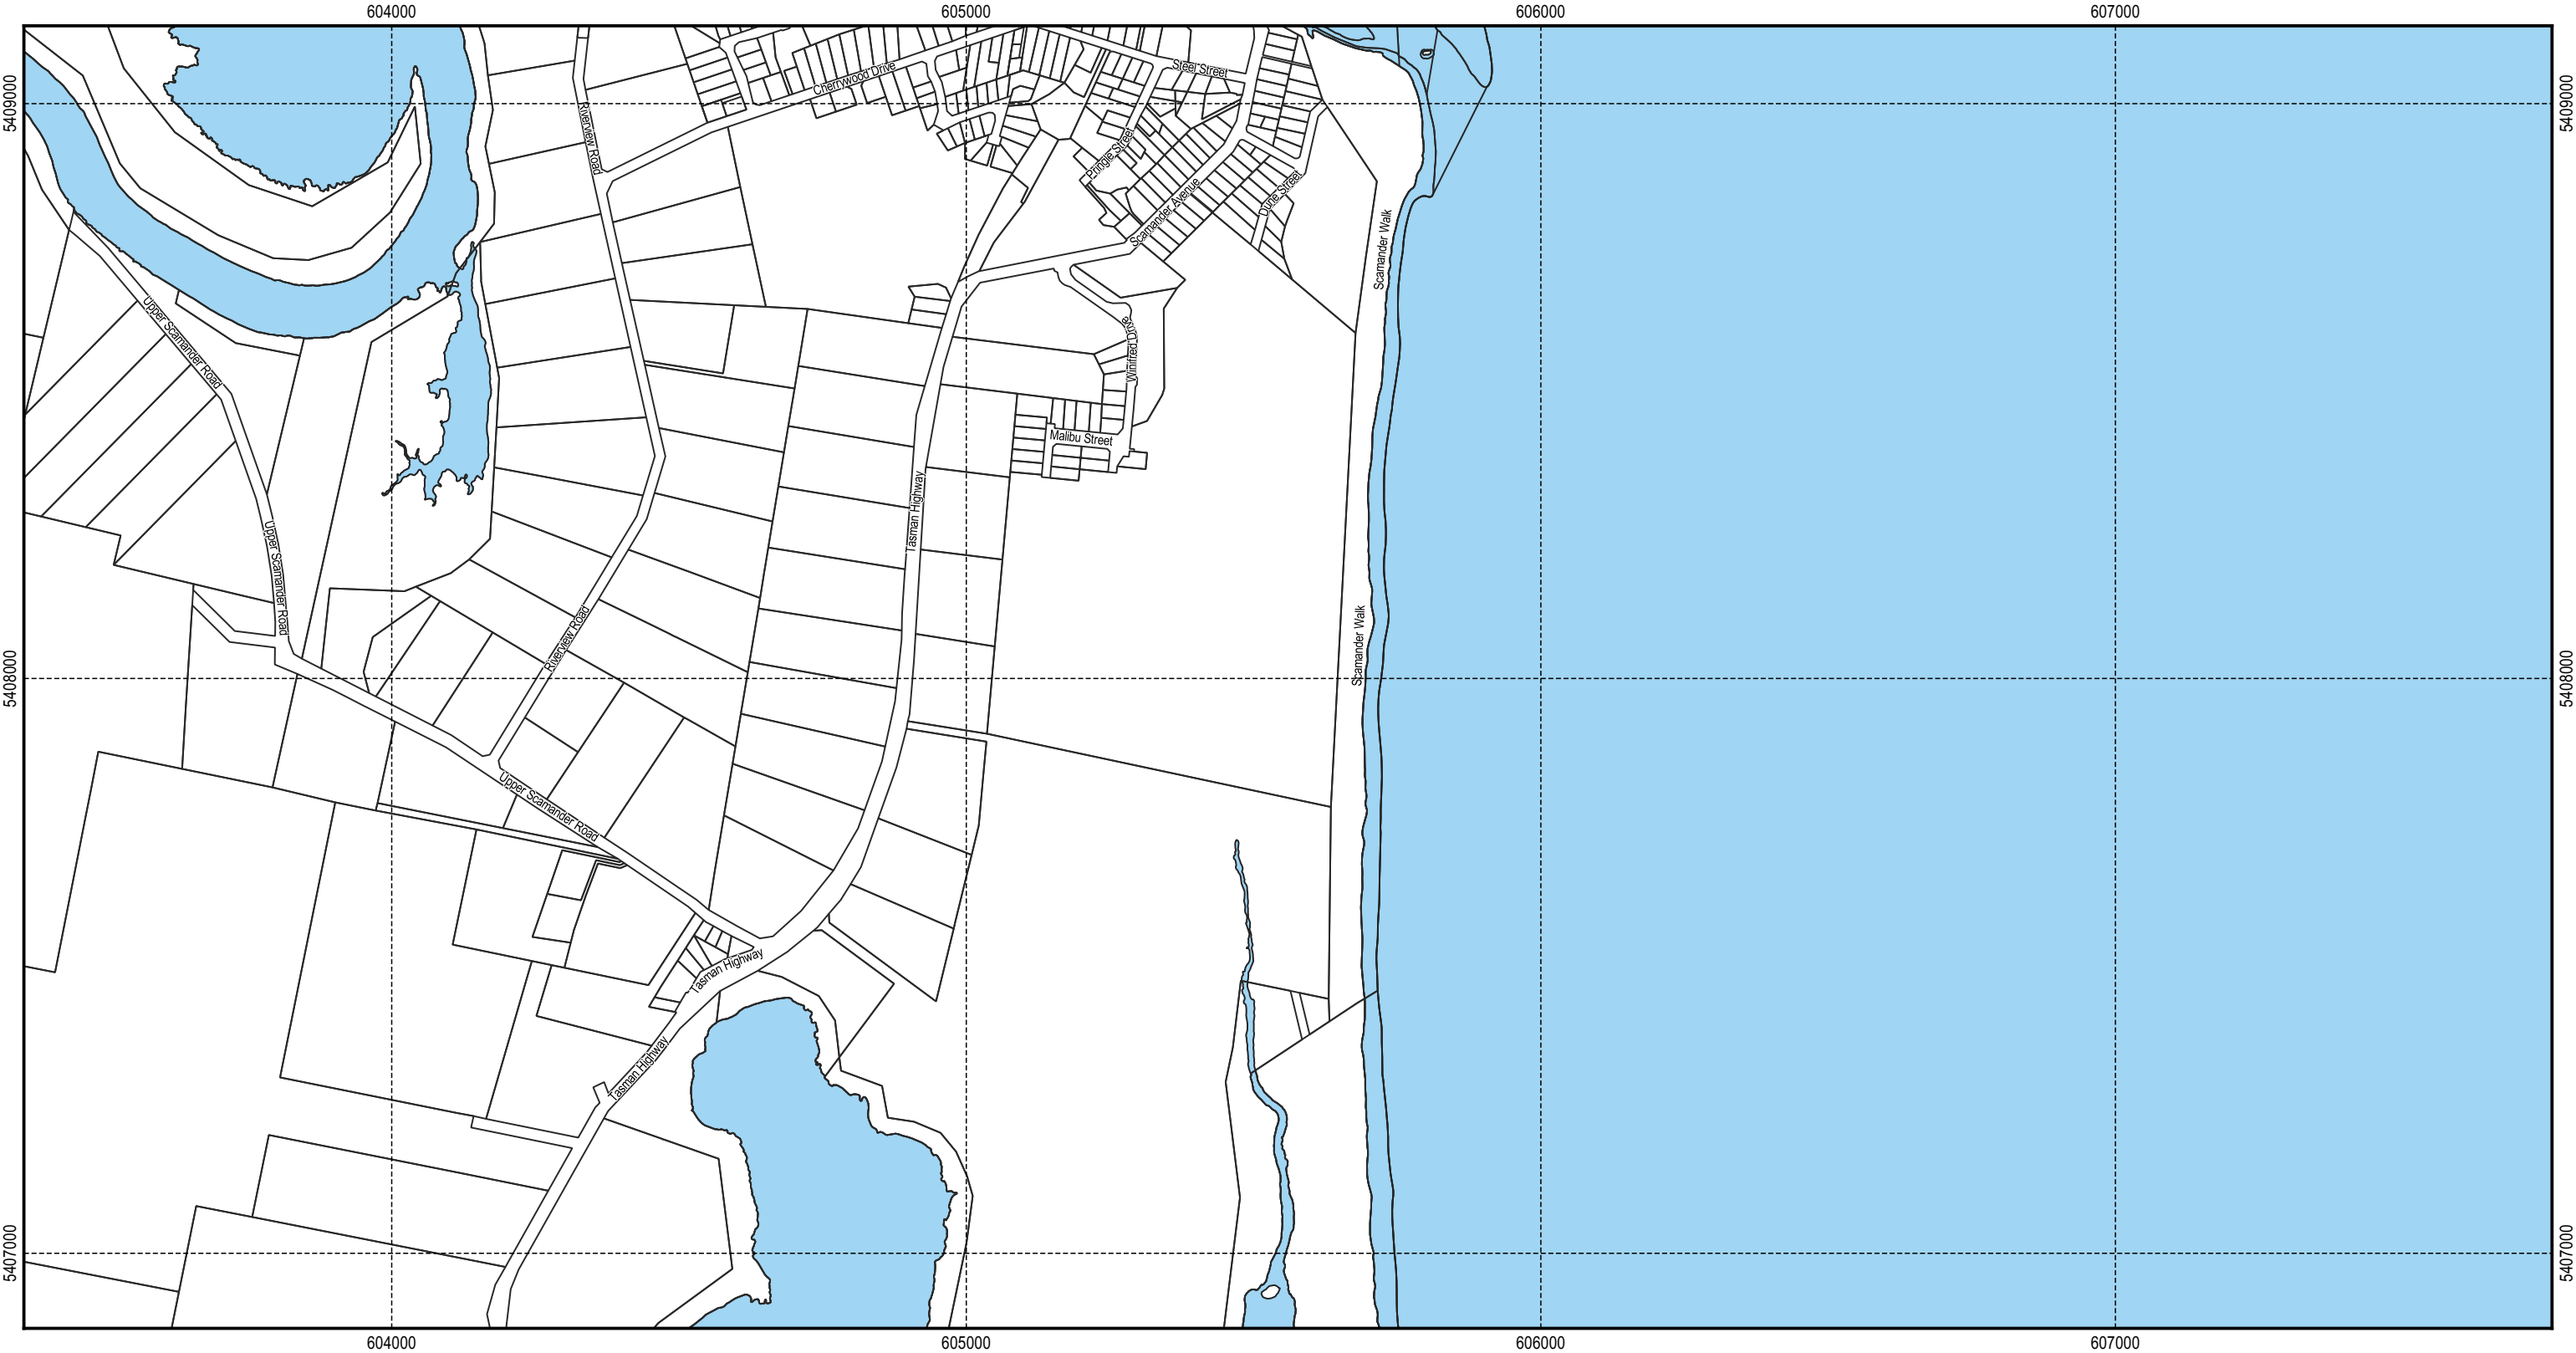 604000
605000
606000
607000
5409000
5409000
Cherrywood Drive
Steel Street
Riverview Road
Pringle Street
Scamander Avenue
Dune Street
Scamander Walk
Upper Scamander Road
Winifred Drive
Malibu Street
Tasman Highway
Upper Scamander Road
Riverview Road
Scamander Walk
5408000
5408000
Upper Scamander Road
Tasman Highway
Tasman Highway
5407000
5407000
604000
605000
606000
607000